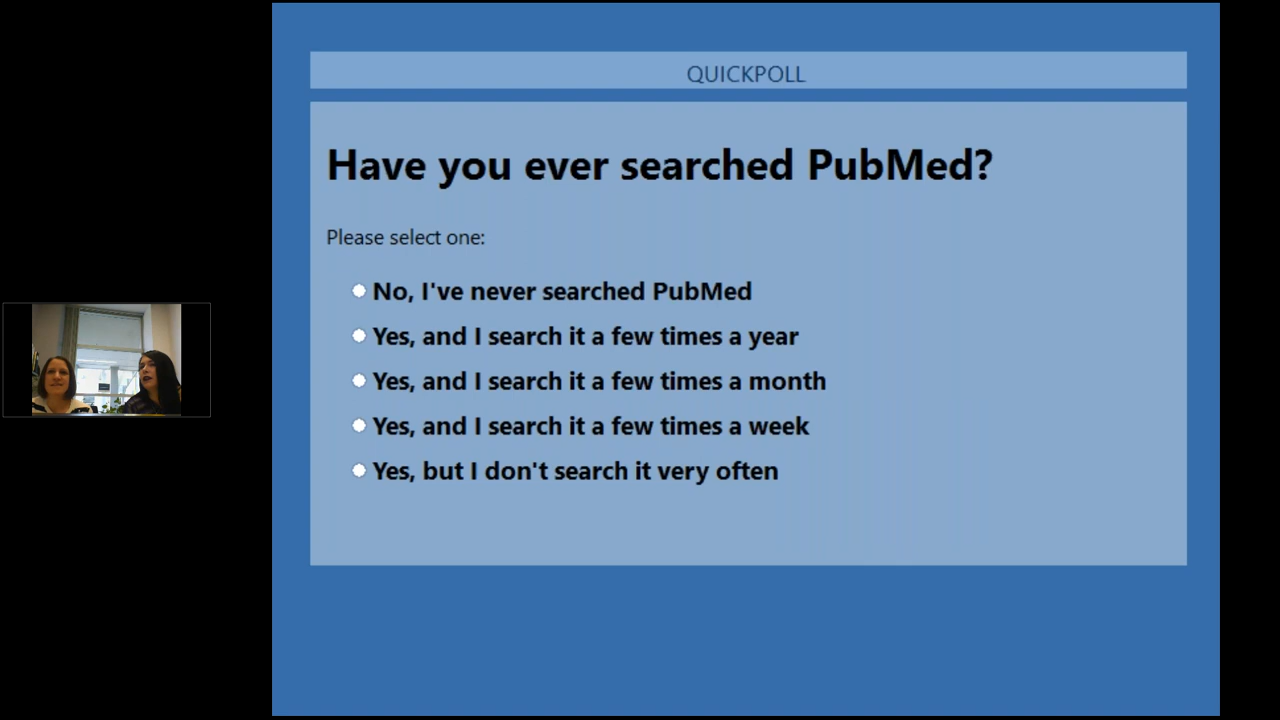 QUICKPOLL
Have you ever searched PubMed?
Please select one:
No, I've never searched PubMed
Yes, and I search it a few times a year
Yes, and I search it a few times a month
Yes, and I search it a few times a week
Yes, but I don't search it very often